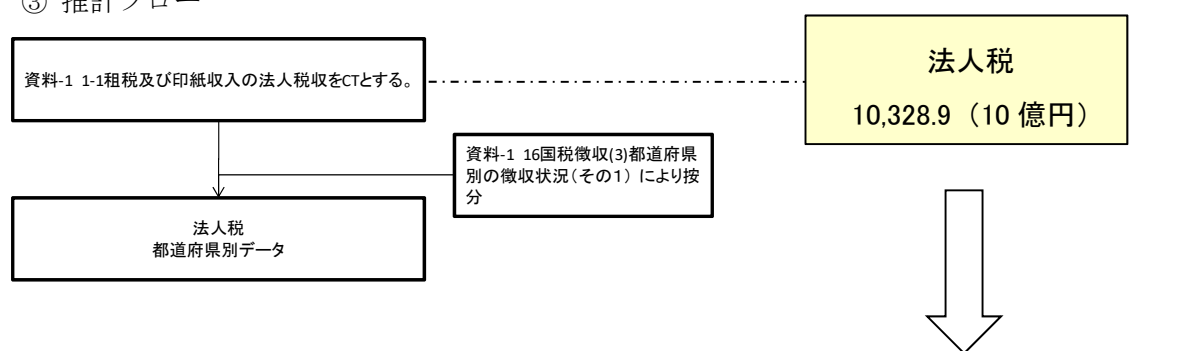 ③ 推計フロー
資料-1 1-1租税及び印紙収入の法人税収をCTとする。
法人税
10,328.9（10 億円）
資料-1 16国税徴収(3)都道府県
別の徴収状況（その1）により按
分
法人税
都道府県別データ